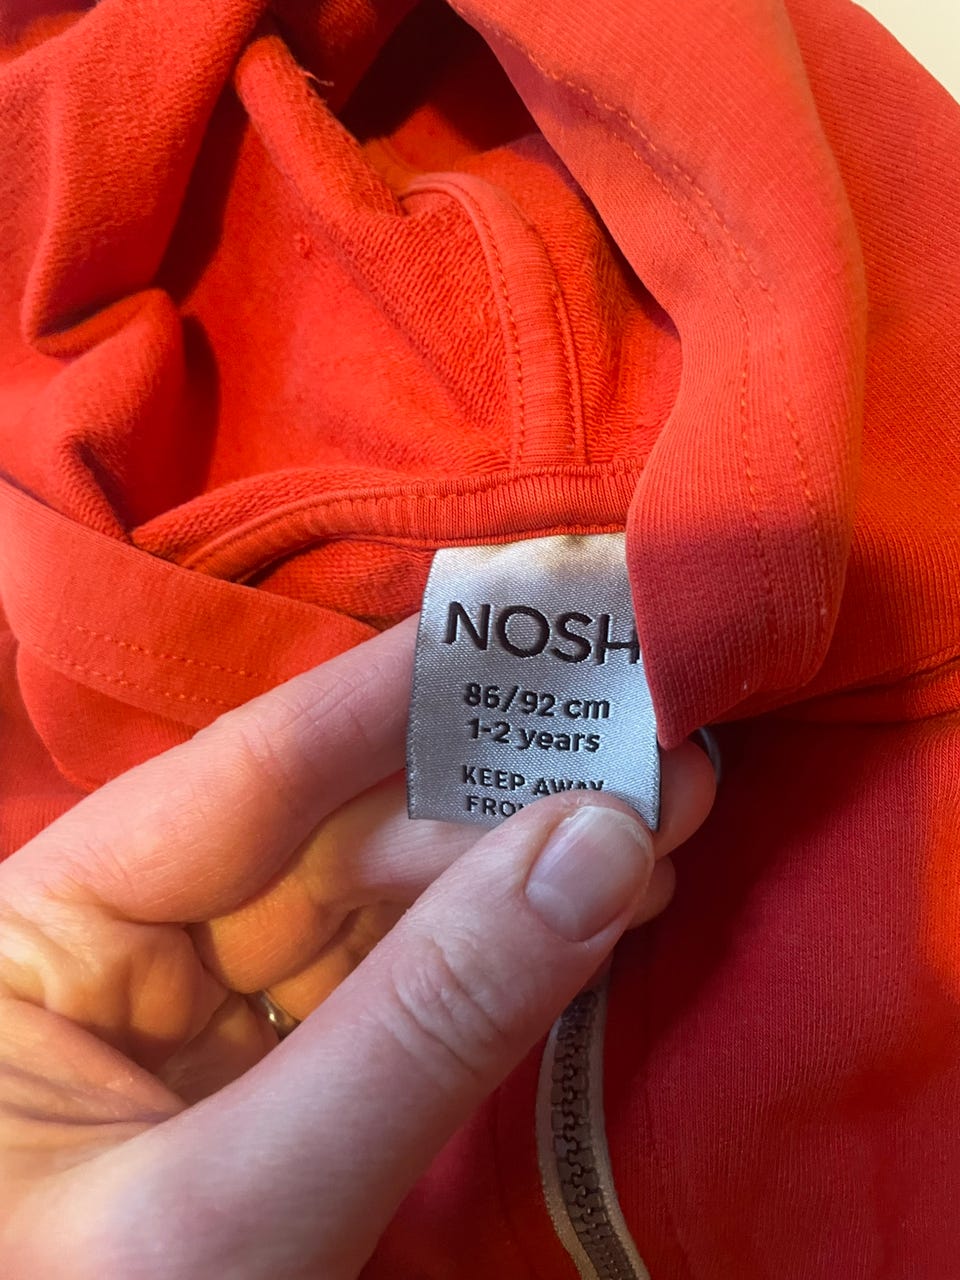 NOSH
86/92 cm
1-2 years
KEEP AWAY